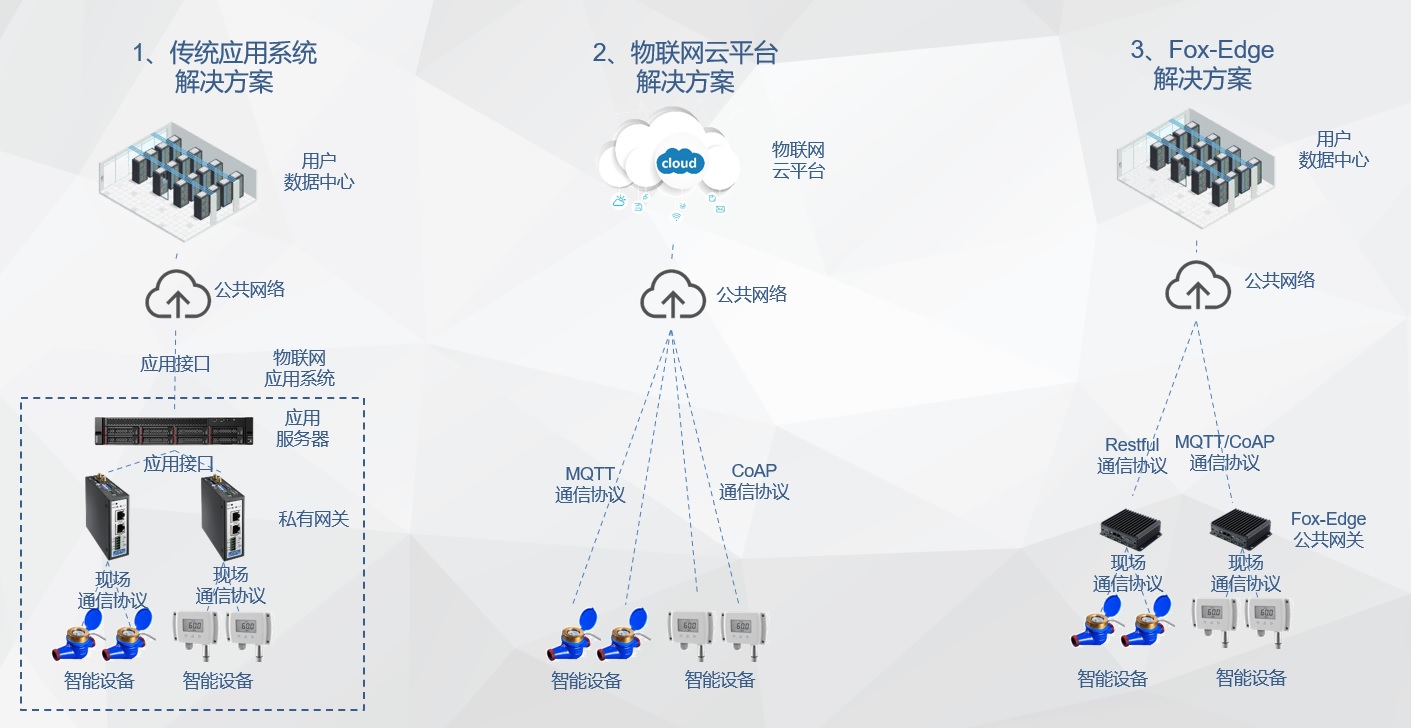 1、传统应用系统
解决方案
用户
数据中心
公共网络
应用接口
物联网
应用系统
应用
服务器
应用接口
私有网关
现场
通信协议
现场
通信协议
智能设备
智能设备
2、物联网云平台
解决方案
cloud
物联网
云平台
公共网络
MQTT
通信协议
CoAP
通信协议
600
600
智能设备
智能设备
3、Fox-Edge
解决方案
用户
数据中心
公共网络
Restful
通信协议
MQTT/CoAP
通信协议
Fox-Edge
公共网关
现场
通信协议
现场
通信协议
智能设备
智能设备